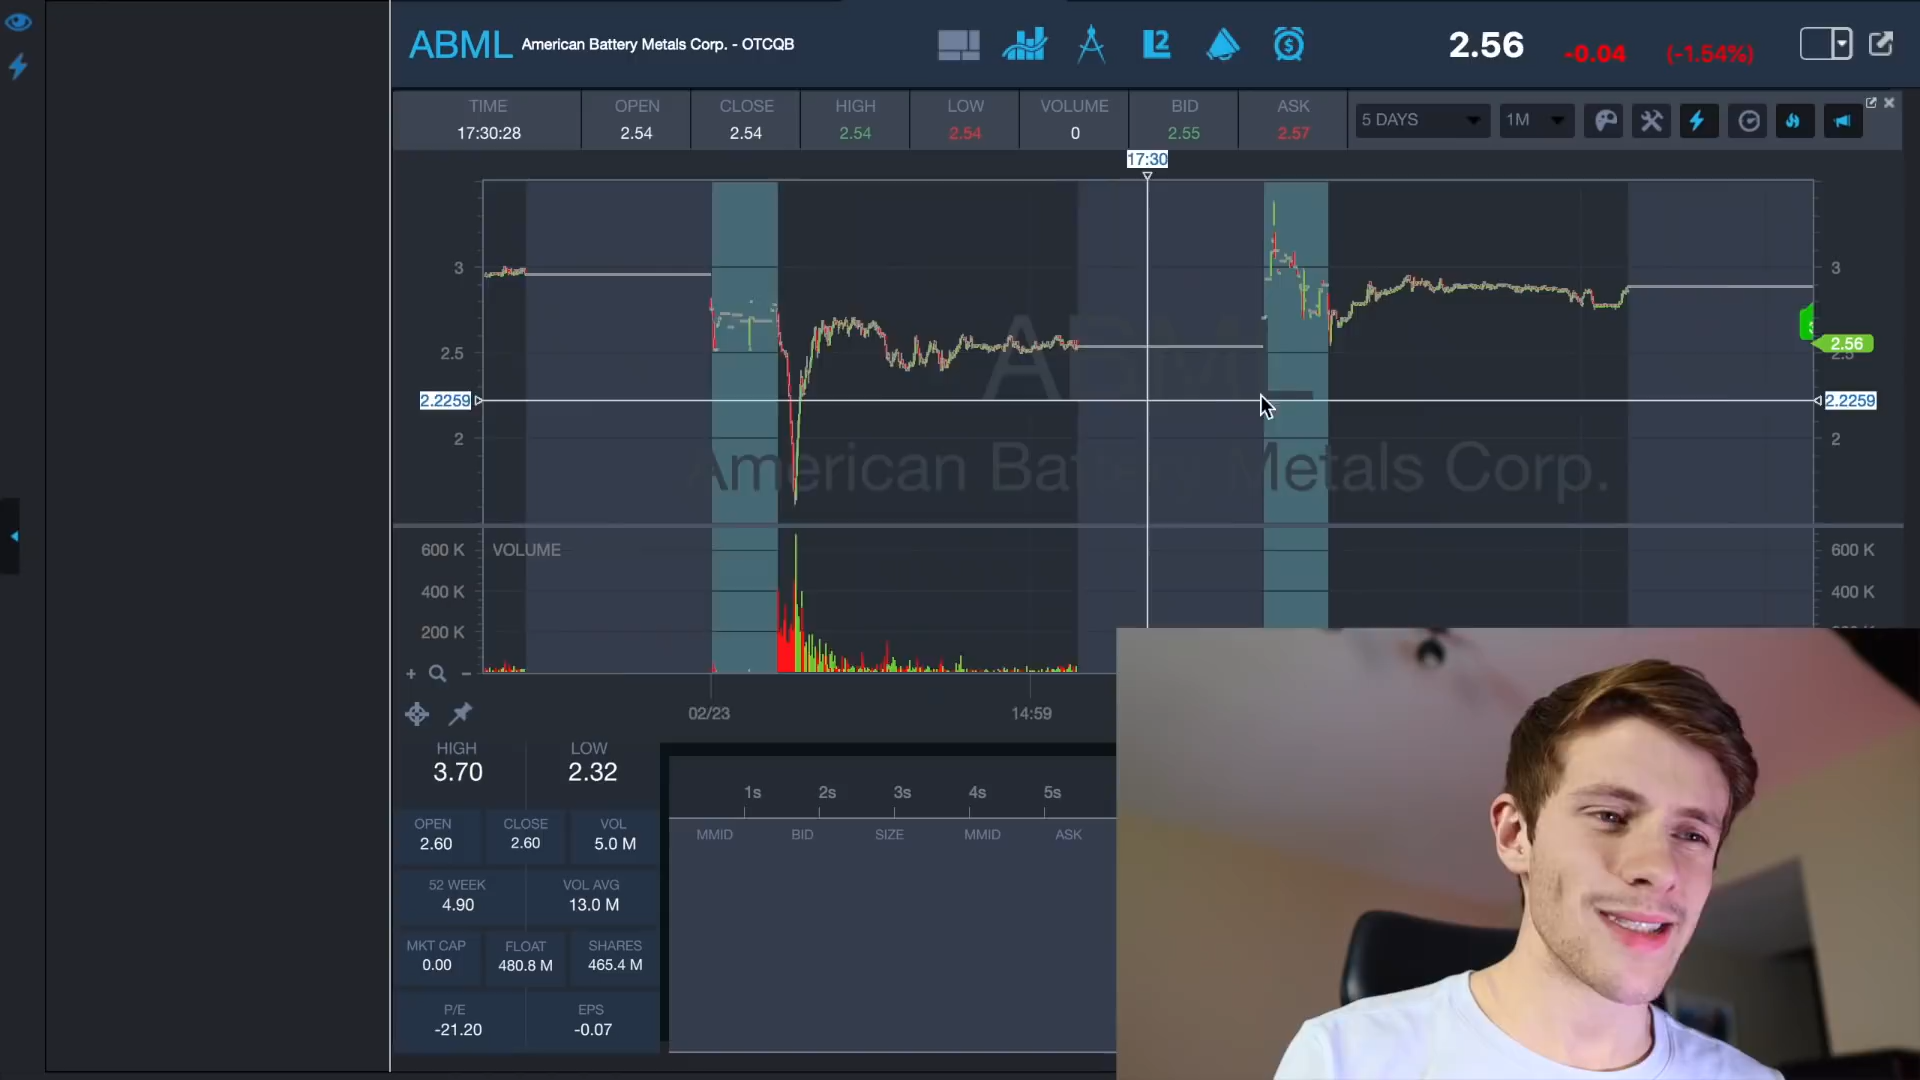 ABML American Battery Metals Corp. - OTCQB
L2
2.56 -0.04 (-1.54%)
TIME OPEN CLOSE HIGH LOW VOLUME BID ASK
17:30:28 2.54 2.54 2.54 2.54 0 2.55 2.57
5 DAYS 1M
17:30
3 3
2.5 2.5
2.56
2.2259 2.2259
2 2
ABML
American Battery Metals Corp.
600 K VOLUME 600 K
400 K 400 K
200 K
+ -
02/23 14:59
HIGH LOW
3.70 2.32
OPEN CLOSE VOL
2.60 2.60 5.0 M
52 WEEK VOL AVG
4.90 13.0 M
MKT CAP FLOAT SHARES
0.00 480.8 M 465.4 M
P/E EPS
-21.20 -0.07
1s 2s 3s 4s 5s
MMID BID SIZE MMID ASK